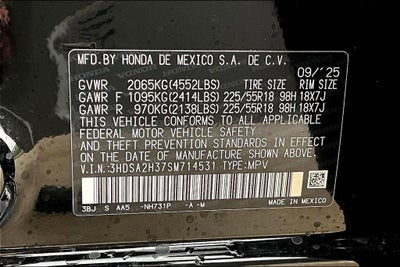 MFD.BY HONDA DE MEXICO S.A. DE C.V.
09/'25
GVWR 2065KG(4552LBS) TIRE SIZE RIM SIZE
GAWR F 1095KG(2414LBS) 225/55R18 98H 18X7J
GAWR R 970KG(2138LBS) 225/55R18 98H 18X7J
THIS VEHICLE CONFORMS TO ALL APPLICABLE
FEDERAL MOTOR VEHICLE SAFETY
AND THEFT PREVENTION STANDARDS IN EFFECT
ON THE DATE OF MANUFACTURE SHOWN ABOVE.
V.I.N.:3HDSA2H37SM714531 TYPE:MPV
3BJ S AA5 -NH731P -A-M MADE IN MEXICO